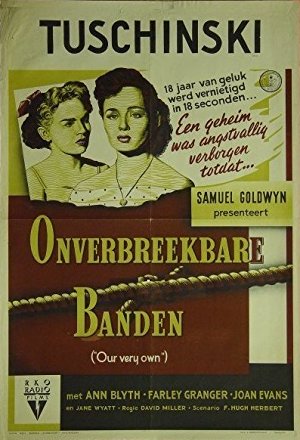 TUSCHINSKI
18 jaar van geluk
werd vernietigd
in 18 seconden...
Een geheim
was angstvallig
verborgen
totdat...
SAMUEL GOLDWYN
presenteert
ONVERBREEKBARE
BANDEN
("Our very own")
RKO
RADIO
FILMS
met ANN BLYTH · FARLEY GRANGER · JOAN EVANS
en JANE WYATT - Regie DAVID MILLER - Scenario F. HUGH HERBERT